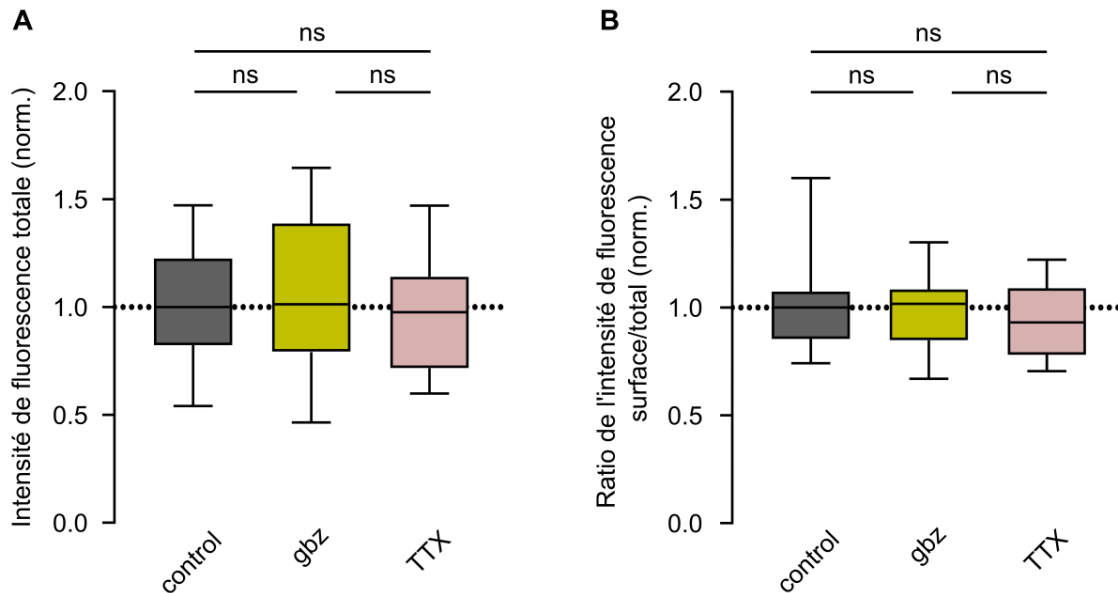 A
ns
ns
ns
Intensité de fluorescence totale (norm.)
2.0
1.5
1.0
0.5
0.0
control
gbz
TTX
B
ns
ns
ns
Ratio de l'intensité de fluorescence
surface/total (norm.)
2.0
1.5
1.0
0.5
0.0
control
gbz
TTX